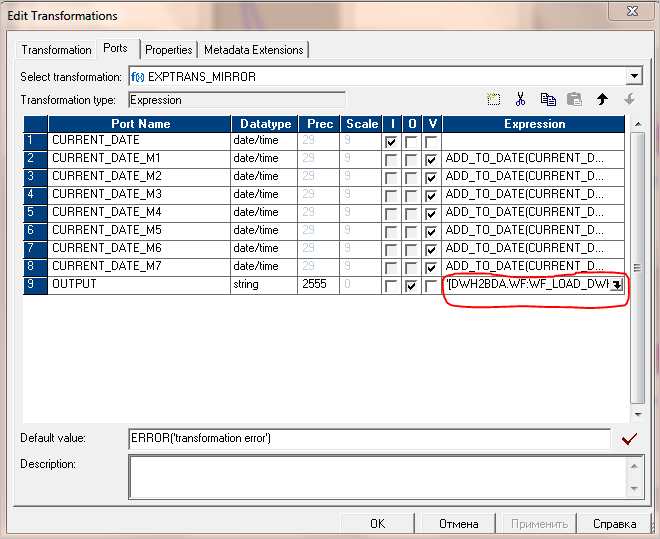 Edit Transformations
Transformation Ports Properties Metadata Extensions
Select transformation: f(x) EXPTRANS_MIRROR
Transformation type: Expression
Port Name Datatype Prec Scale I O V Expression
1 CURRENT_DATE date/time 29 9
2 CURRENT_DATE_M1 date/time 29 9 ADD_TO_DATE(CURRENT_D...
3 CURRENT_DATE_M2 date/time 29 9 ADD_TO_DATE(CURRENT_D...
4 CURRENT_DATE_M3 date/time 29 9 ADD_TO_DATE(CURRENT_D...
5 CURRENT_DATE_M4 date/time 29 9 ADD_TO_DATE(CURRENT_D...
6 CURRENT_DATE_M5 date/time 29 9 ADD_TO_DATE(CURRENT_D...
7 CURRENT_DATE_M6 date/time 29 9 ADD_TO_DATE(CURRENT_D...
8 CURRENT_DATE_M7 date/time 29 9 ADD_TO_DATE(CURRENT_D...
9 OUTPUT string 2555 0 '[DWH2BDA.WF:WF_LOAD_DWH
Default value: ERROR('transformation error')
Description:
OK Отмена Применить Справка